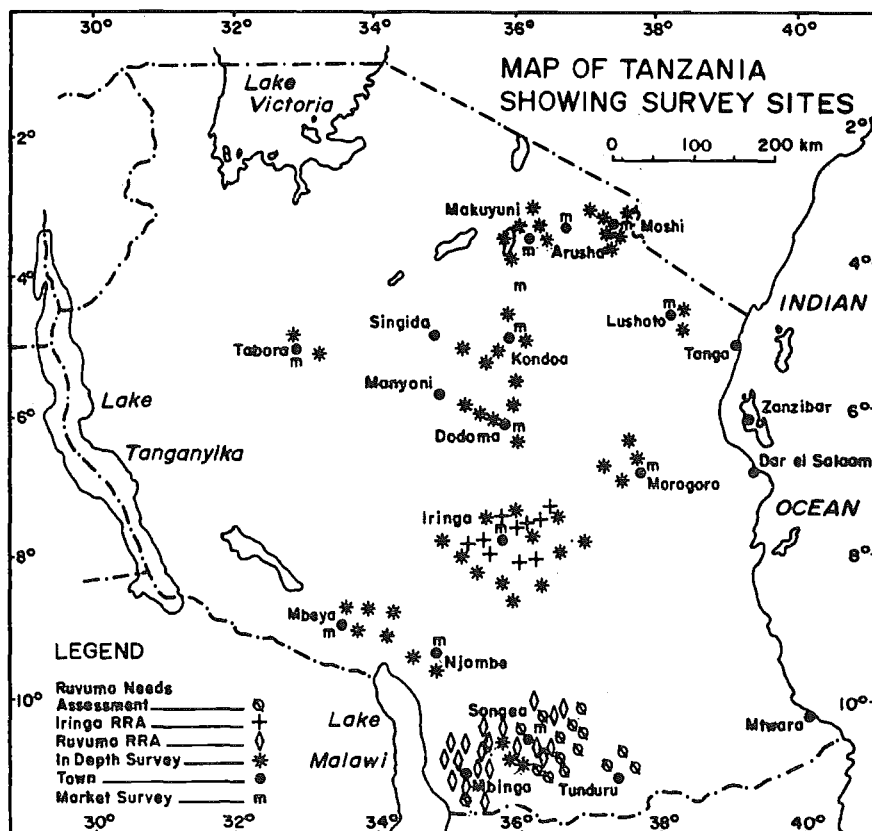 30° 32° 34° 36° 38° 40°
MAP OF TANZANIA
SHOWING SURVEY SITES
0 100 200 km
Lake
Victoria
2° 2°
Makuyuni m
m Moshi
m Arusha
4° m 4°
INDIAN
m
Lushoto
Singida m
Tabora Kondoa Tanga
m
Manyoni
6° Zanzibar 6°
Lake m
Dodoma
Tanganyika Dar el Salaam
m
Morogoro
OCEAN
Iringa
m
8° 8°
Mbeya
m m
LEGEND Njombe
Ruvuma Needs
Assessment
Iringa RRA
Ruvuma RRA
In Depth Survey
Town
Market Survey m
10° 10°
Songea
m Mtwara
Lake
Malawi
Mbinga Tunduru
30° 32° 34° 36° 38° 40°